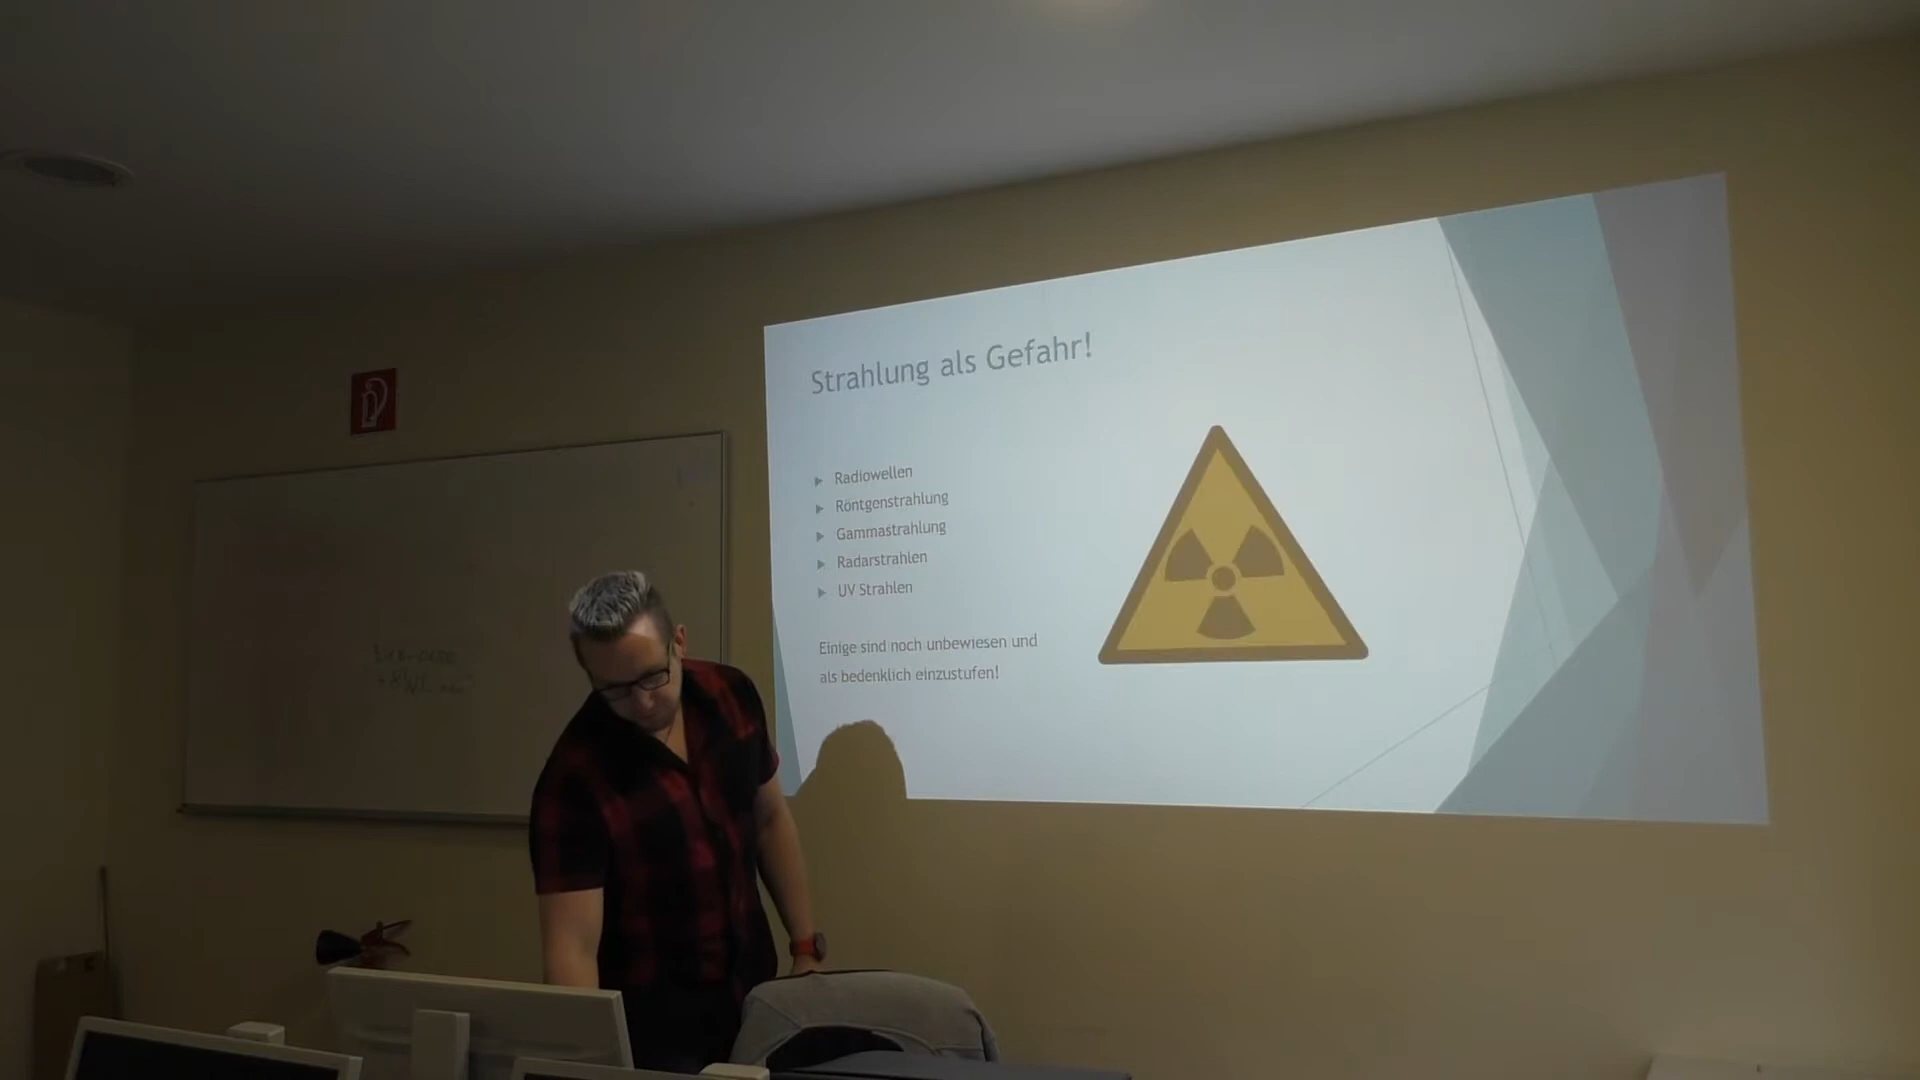 Strahlung als Gefahr!
Radiowellen
Röntgenstrahlung
Gammastrahlung
Radarstrahlen
UV Strahlen
Einige sind noch unbewiesen und
als bedenklich einzustufen!